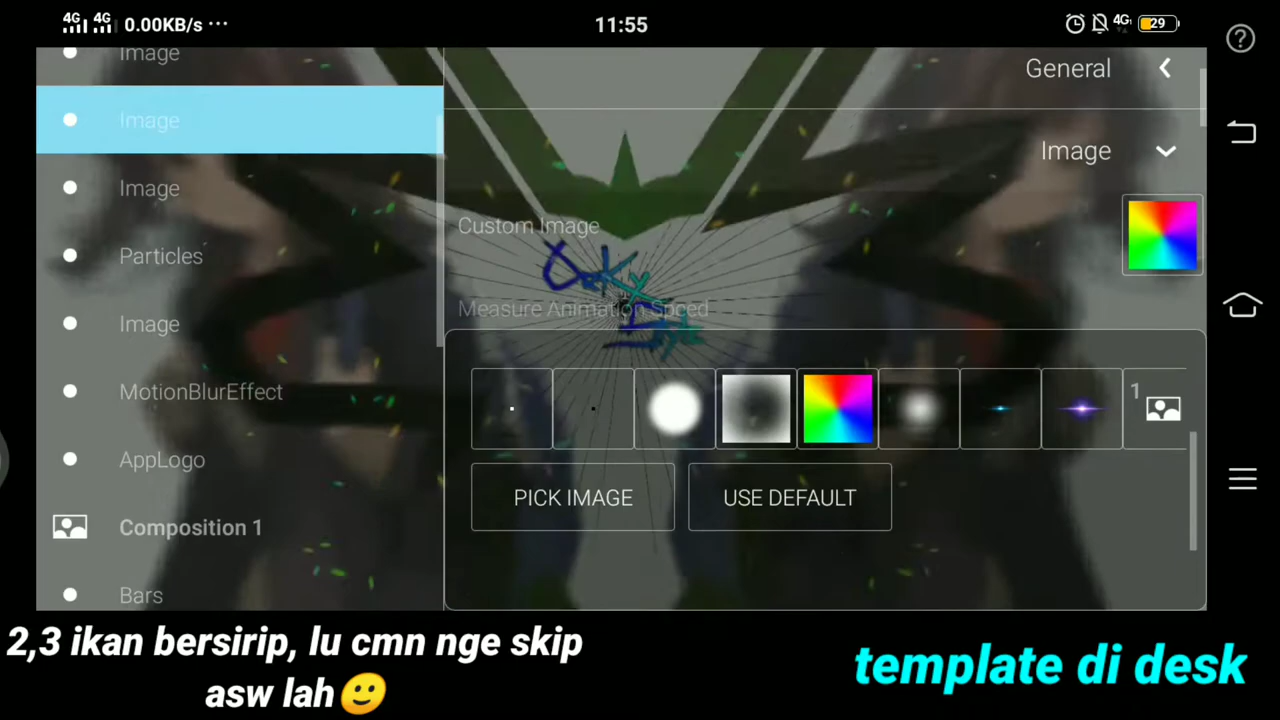 4G 4G 0.00KB/s ...
11:55
4G 29
Image
Image
Image
Particles
Image
MotionBlurEffect
AppLogo
Composition 1
Bars
General
Image
Custom Image
Measure Animation Speed
1
PICK IMAGE
USE DEFAULT
2,3 ikan bersirip, lu cmn nge skip
asw lah🙂
template di desk